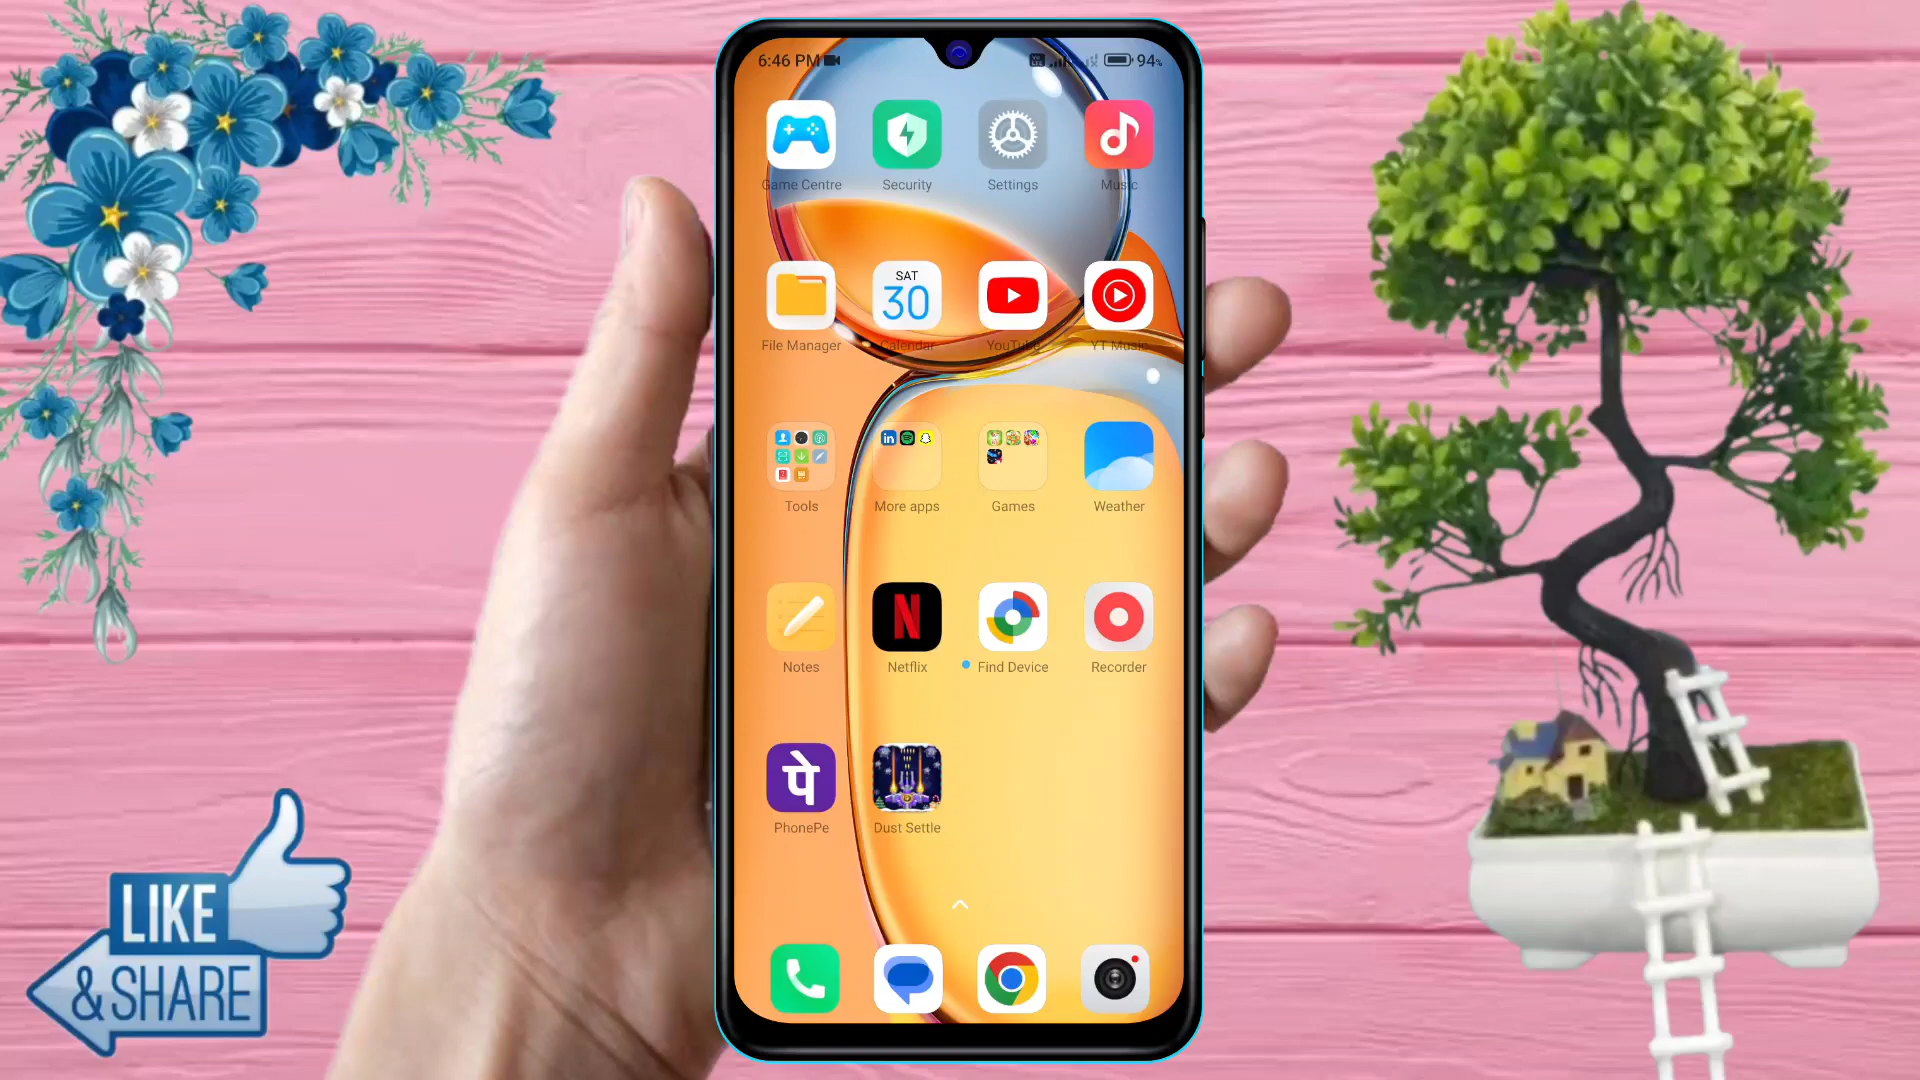 6:46 PM
94%
Game Centre
Security
Settings
Music
SAT
30
File Manager
Calendar
YouTube
YT Music
in
Tools
More apps
Games
Weather
N
Notes
Netflix
Find Device
Recorder
पे
PhonePe
Dust Settle
LIKE
& SHARE